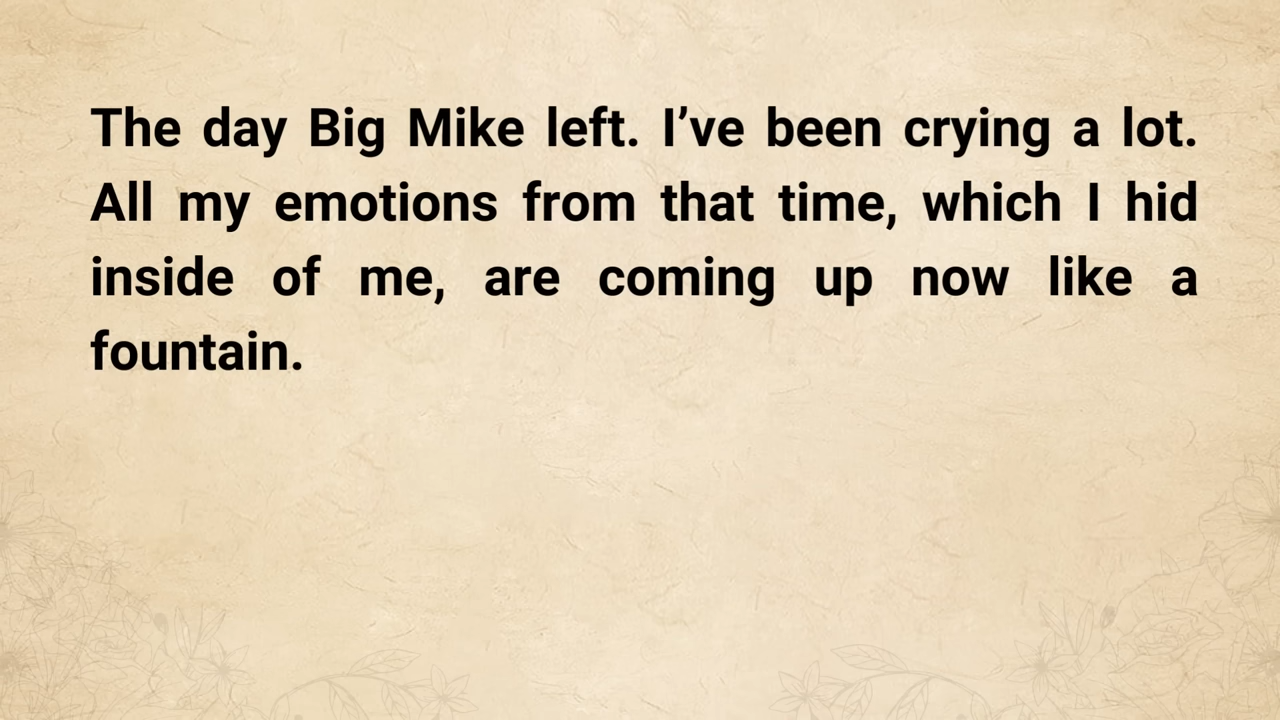 The day Big Mike left. I’ve been crying a lot.
All my emotions from that time, which I hid
inside of me, are coming up now like a
fountain.